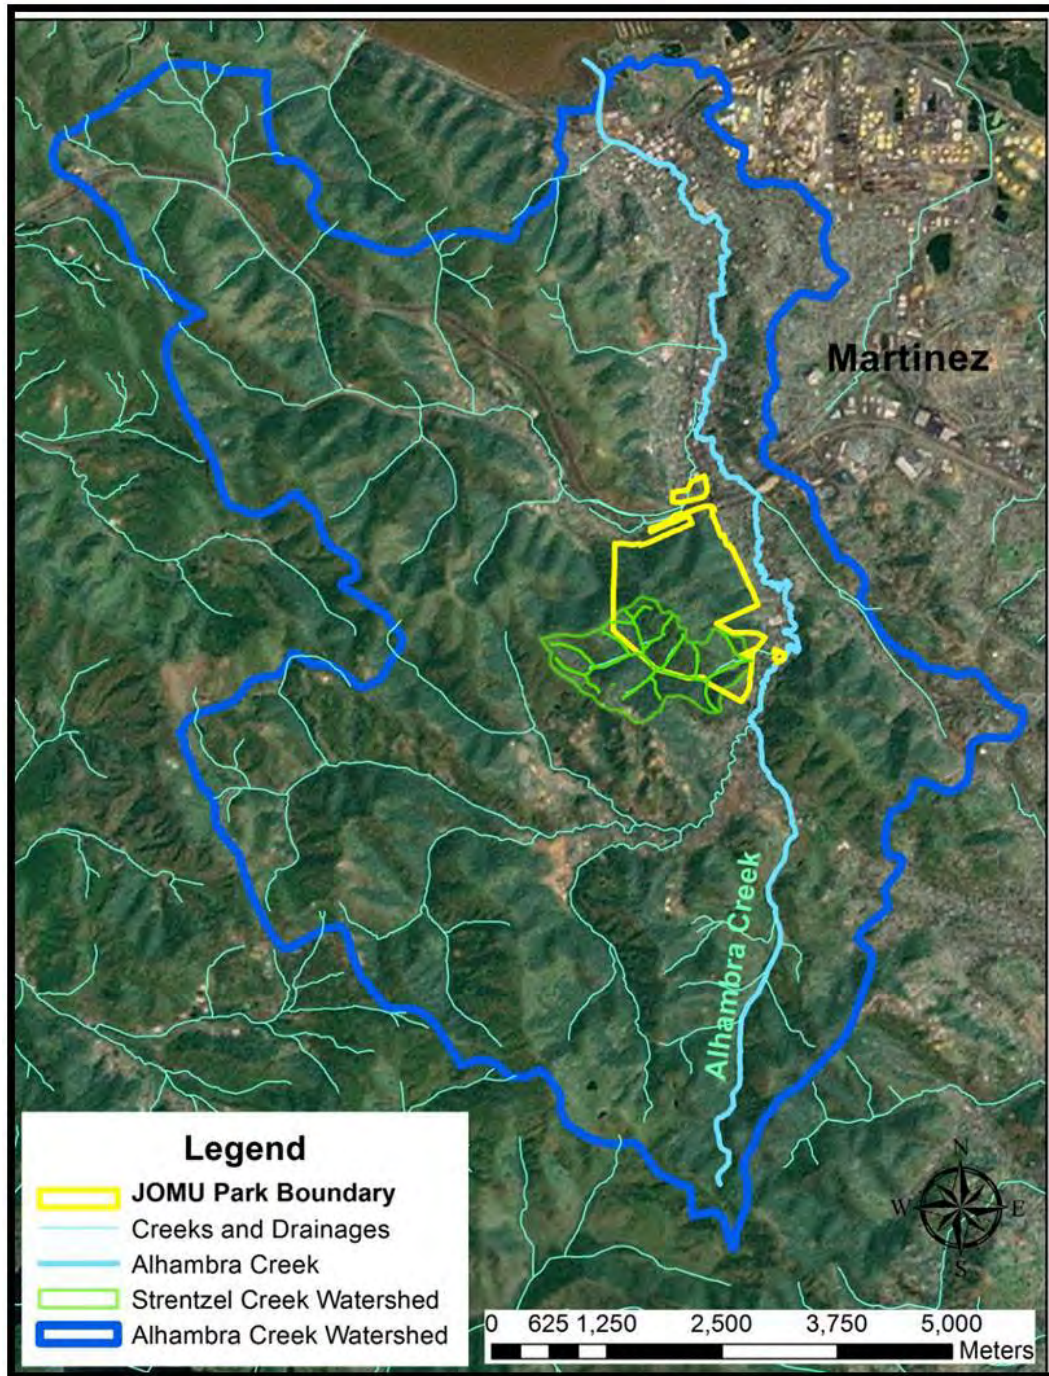 Martinez
Alhambra Creek
Legend
JOMU Park Boundary
Creeks and Drainages
Alhambra Creek
Strentzel Creek Watershed
Alhambra Creek Watershed
N
W E
S
0 625 1,250 2,500 3,750 5,000
Meters